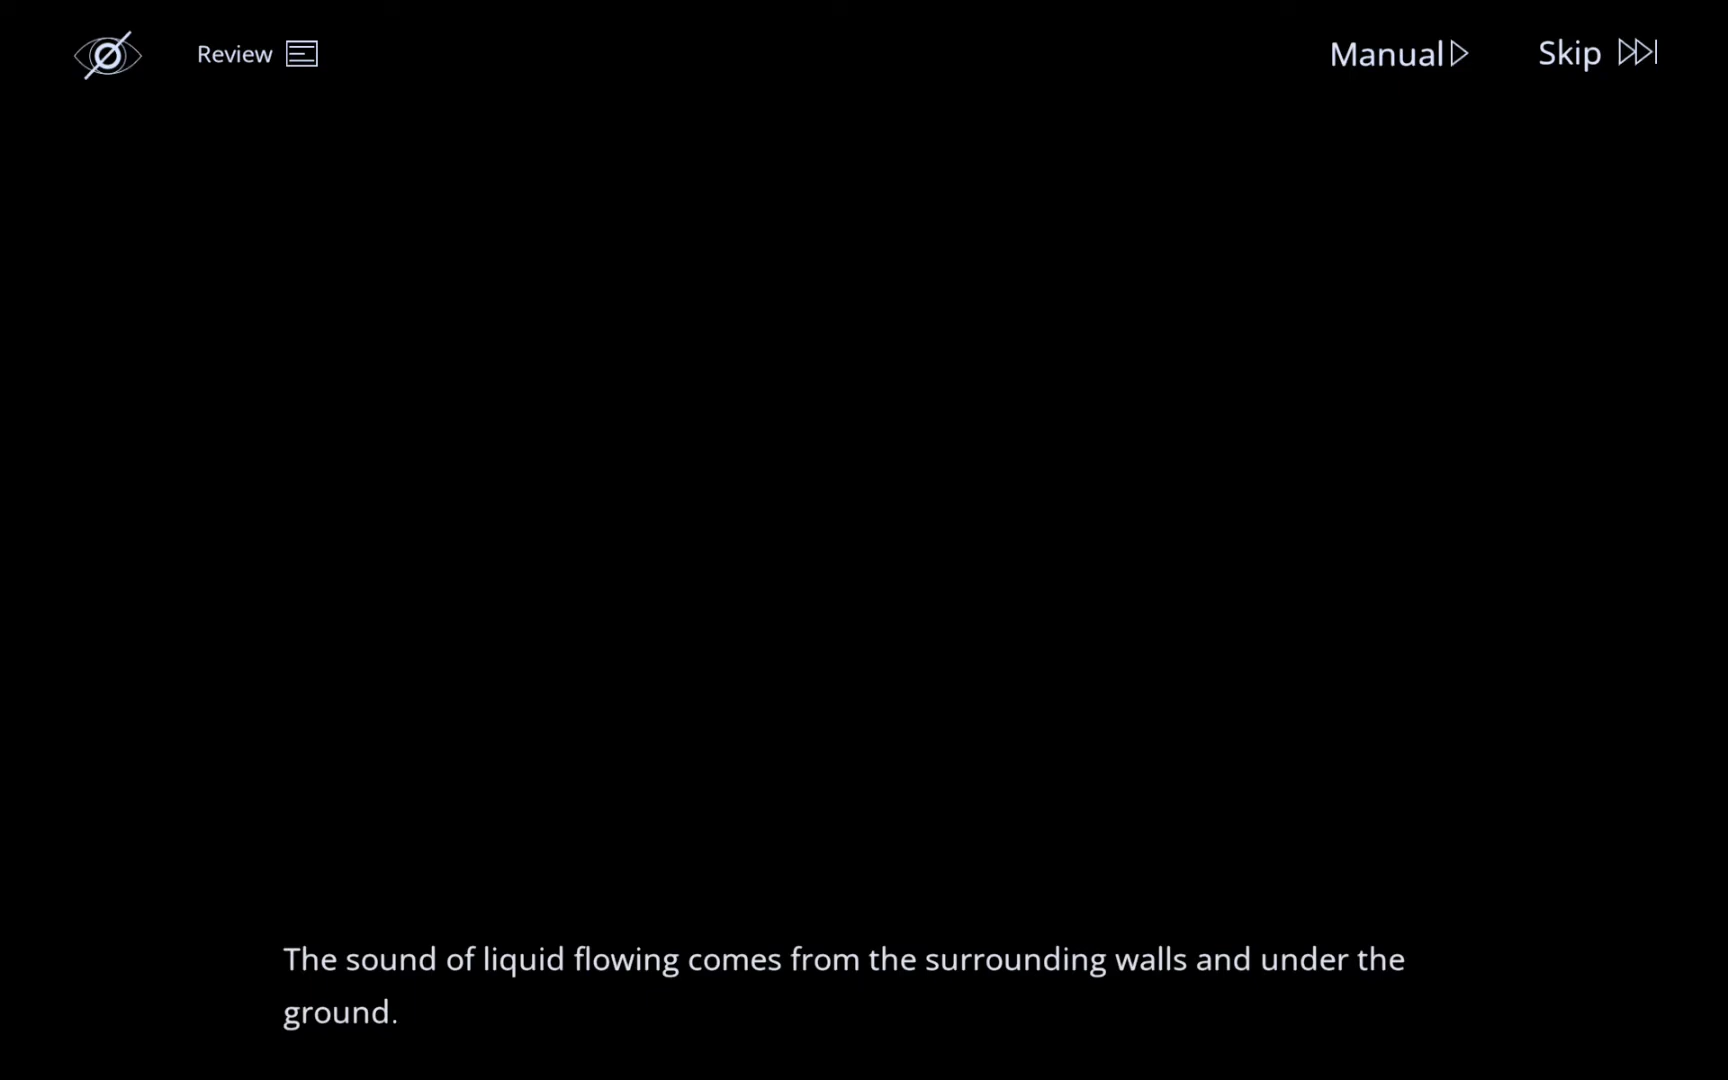 Review
Manual
Skip
The sound of liquid flowing comes from the surrounding walls and under the
ground.